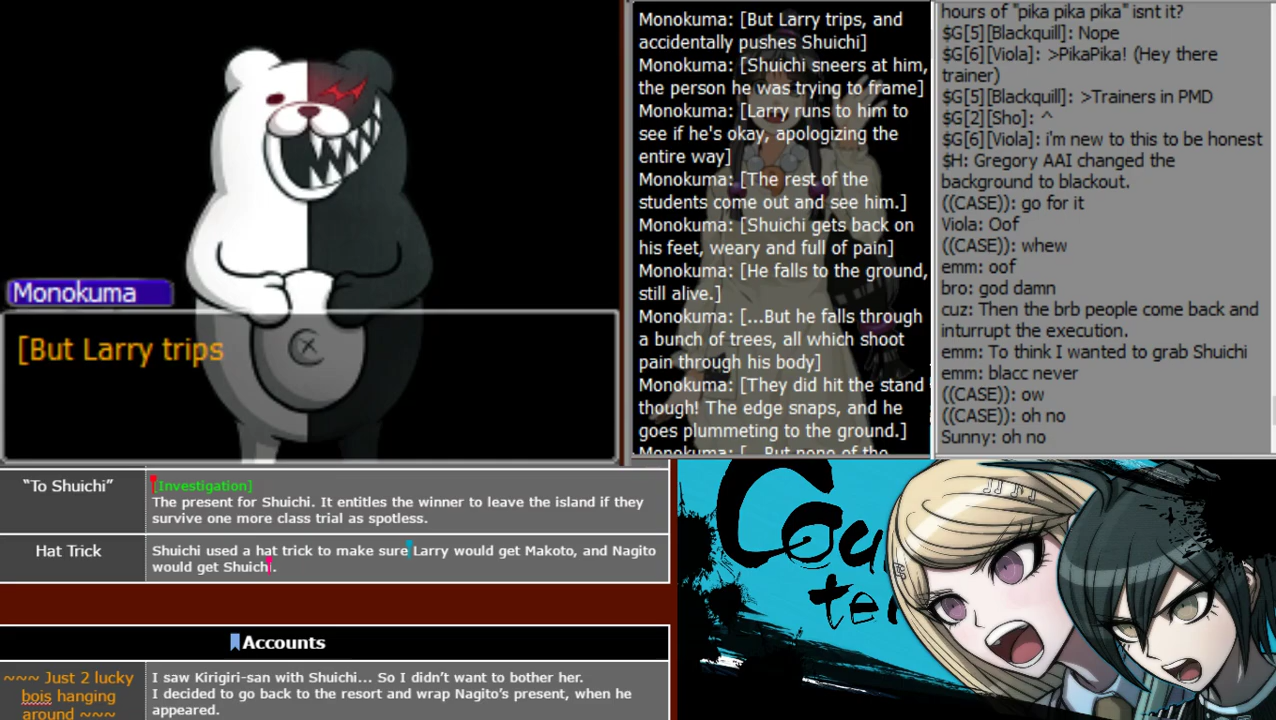 Monokuma
[But Larry trips
Monokuma: [But Larry trips, and
accidentally pushes Shuichi]
Monokuma: [Shuichi sneers at him,
the person he was trying to frame]
Monokuma: [Larry runs to him to
see if he's okay, apologizing the
entire way]
Monokuma: [The rest of the
students come out and see him.]
Monokuma: [Shuichi gets back on
his feet, weary and full of pain]
Monokuma: [He falls to the ground,
still alive.]
Monokuma: [...But he falls through
a bunch of trees, all which shoot
pain through his body]
Monokuma: [They did hit the stand
though! The edge snaps, and he
goes plummeting to the ground.]
Monokuma: [...But none of the
hours of "pika pika pika" isnt it?
$G[5][Blackquill]: Nope
$G[6][Viola]: >PikaPika! (Hey there
trainer)
$G[5][Blackquill]: >Trainers in PMD
$G[2][Sho]: ^
$G[6][Viola]: i'm new to this to be honest
$H: Gregory AAI changed the
background to blackout.
((CASE)): go for it
Viola: Oof
((CASE)): whew
emm: oof
bro: god damn
cuz: Then the brb people come back and
inturrupt the execution.
emm: To think I wanted to grab Shuichi
emm: blacc never
((CASE)): ow
((CASE)): oh no
Sunny: oh no
"To Shuichi"
[Investigation]
The present for Shuichi. It entitles the winner to leave the island if they
survive one more class trial as spotless.
Hat Trick
Shuichi used a hat trick to make sure Larry would get Makoto, and Nagito
would get Shuichi.
Accounts
~~~ Just 2 lucky
bois hanging
around ~~~
I saw Kirigiri-san with Shuichi... So I didn't want to bother her.
I decided to go back to the resort and wrap Nagito's present, when he
appeared.
Cou
ter